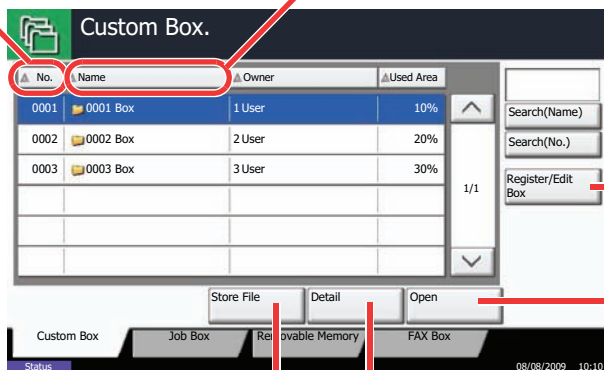 Custom Box.
No. Name Owner Used Area
0001 0001 Box 1 User 10%
0002 0002 Box 2 User 20%
0003 0003 Box 3 User 30%
1/1
Search(Name)
Search(No.)
Register/Edit
Box
Store File Detail Open
Custom Box Job Box Removable Memory FAX Box
Status 08/08/2009 10:10